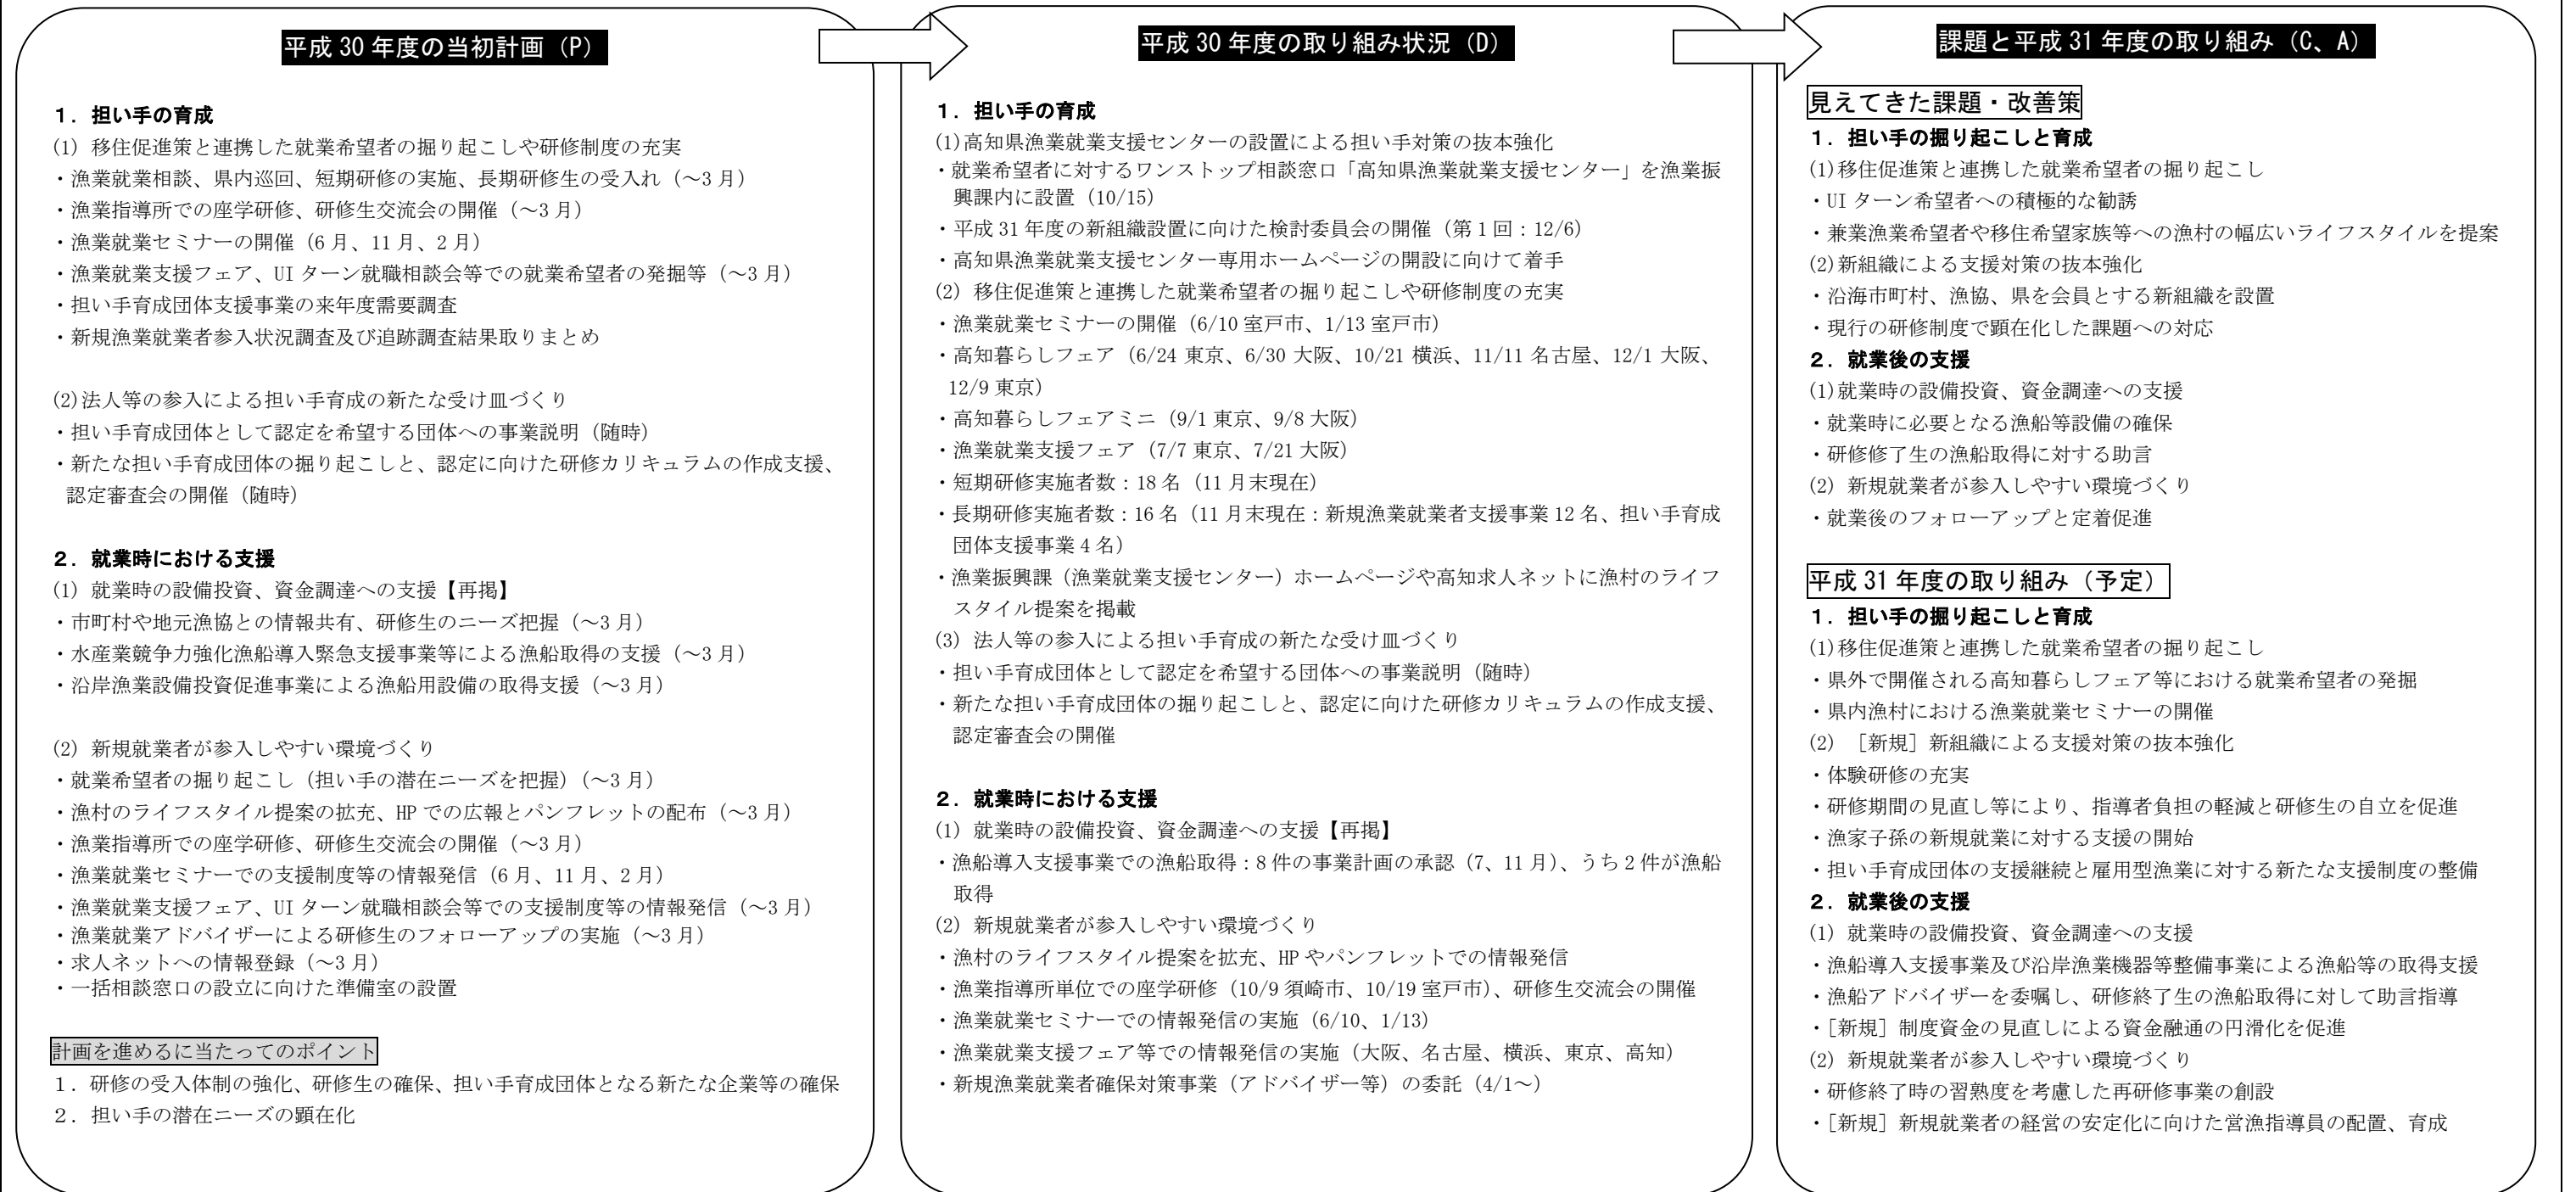 平成 30 年度の当初計画（P）
１．担い手の育成
(1) 移住促進策と連携した就業希望者の掘り起こしや研修制度の充実
・漁業就業相談、県内巡回、短期研修の実施、長期研修生の受入れ（～3 月）
・漁業指導所での座学研修、研修生交流会の開催（～3 月）
・漁業就業セミナーの開催（6 月、11 月、2 月）
・漁業就業支援フェア、UI ターン就職相談会等での就業希望者の発掘等（～3 月）
・担い手育成団体支援事業の来年度需要調査
・新規漁業就業者参入状況調査及び追跡調査結果取りまとめ
(2)法人等の参入による担い手育成の新たな受け皿づくり
・担い手育成団体として認定を希望する団体への事業説明（随時）
・新たな担い手育成団体の掘り起こしと、認定に向けた研修カリキュラムの作成支援、
認定審査会の開催（随時）
２．就業時における支援
(1) 就業時の設備投資、資金調達への支援【再掲】
・市町村や地元漁協との情報共有、研修生のニーズ把握（～3 月）
・水産業競争力強化漁船導入緊急支援事業等による漁船取得の支援（～3 月）
・沿岸漁業設備投資促進事業による漁船用設備の取得支援（～3 月）
(2) 新規就業者が参入しやすい環境づくり
・就業希望者の掘り起こし（担い手の潜在ニーズを把握）（～3 月）
・漁村のライフスタイル提案の拡充、HP での広報とパンフレットの配布（～3 月）
・漁業指導所での座学研修、研修生交流会の開催（～3 月）
・漁業就業セミナーでの支援制度等の情報発信（6 月、11 月、2 月）
・漁業就業支援フェア、UI ターン就職相談会等での支援制度等の情報発信（～3 月）
・漁業就業アドバイザーによる研修生のフォローアップの実施（～3 月）
・求人ネットへの情報登録（～3 月）
・一括相談窓口の設立に向けた準備室の設置
計画を進めるに当たってのポイント
１．研修の受入体制の強化、研修生の確保、担い手育成団体となる新たな企業等の確保
２．担い手の潜在ニーズの顕在化
平成 30 年度の取り組み状況（D）
１．担い手の育成
(1)高知県漁業就業支援センターの設置による担い手対策の抜本強化
・就業希望者に対するワンストップ相談窓口「高知県漁業就業支援センター」を漁業振
興課内に設置（10/15）
・平成 31 年度の新組織設置に向けた検討委員会の開催（第 1 回：12/6）
・高知県漁業就業支援センター専用ホームページの開設に向けて着手
(2) 移住促進策と連携した就業希望者の掘り起こしや研修制度の充実
・漁業就業セミナーの開催（6/10 室戸市、1/13 室戸市）
・高知暮らしフェア（6/24 東京、6/30 大阪、10/21 横浜、11/11 名古屋、12/1 大阪、
12/9 東京）
・高知暮らしフェアミニ（9/1 東京、9/8 大阪）
・漁業就業支援フェア（7/7 東京、7/21 大阪）
・短期研修実施者数：18 名（11 月末現在）
・長期研修実施者数：16 名（11 月末現在：新規漁業就業者支援事業 12 名、担い手育成
団体支援事業 4 名）
・漁業振興課（漁業就業支援センター）ホームページや高知求人ネットに漁村のライフ
スタイル提案を掲載
(3) 法人等の参入による担い手育成の新たな受け皿づくり
・担い手育成団体として認定を希望する団体への事業説明（随時）
・新たな担い手育成団体の掘り起こしと、認定に向けた研修カリキュラムの作成支援、
認定審査会の開催
２．就業時における支援
(1) 就業時の設備投資、資金調達への支援【再掲】
・漁船導入支援事業での漁船取得：8 件の事業計画の承認（7、11 月）、うち 2 件が漁船
取得
(2) 新規就業者が参入しやすい環境づくり
・漁村のライフスタイル提案を拡充、HP やパンフレットでの情報発信
・漁業指導所単位での座学研修（10/9 須崎市、10/19 室戸市）、研修生交流会の開催
・漁業就業セミナーでの情報発信の実施（6/10、1/13）
・漁業就業支援フェア等での情報発信の実施（大阪、名古屋、横浜、東京、高知）
・新規漁業就業者確保対策事業（アドバイザー等）の委託（4/1～）
課題と平成 31 年度の取り組み（C、A）
見えてきた課題・改善策
１．担い手の掘り起こしと育成
(1)移住促進策と連携した就業希望者の掘り起こし
・UI ターン希望者への積極的な勧誘
・兼業漁業希望者や移住希望家族等への漁村の幅広いライフスタイルを提案
(2)新組織による支援対策の抜本強化
・沿海市町村、漁協、県を会員とする新組織を設置
・現行の研修制度で顕在化した課題への対応
２．就業後の支援
(1)就業時の設備投資、資金調達への支援
・就業時に必要となる漁船等設備の確保
・研修修了生の漁船取得に対する助言
(2) 新規就業者が参入しやすい環境づくり
・就業後のフォローアップと定着促進
平成 31 年度の取り組み（予定）
１．担い手の掘り起こしと育成
(1)移住促進策と連携した就業希望者の掘り起こし
・県外で開催される高知暮らしフェア等における就業希望者の発掘
・県内漁村における漁業就業セミナーの開催
(2) ［新規］新組織による支援対策の抜本強化
・体験研修の充実
・研修期間の見直し等により、指導者負担の軽減と研修生の自立を促進
・漁家子孫の新規就業に対する支援の開始
・担い手育成団体の支援継続と雇用型漁業に対する新たな支援制度の整備
２．就業後の支援
(1) 就業時の設備投資、資金調達への支援
・漁船導入支援事業及び沿岸漁業機器等整備事業による漁船等の取得支援
・漁船アドバイザーを委嘱し、研修終了生の漁船取得に対して助言指導
・［新規］制度資金の見直しによる資金融通の円滑化を促進
(2) 新規就業者が参入しやすい環境づくり
・研修終了時の習熟度を考慮した再研修事業の創設
・［新規］新規就業者の経営の安定化に向けた営漁指導員の配置、育成